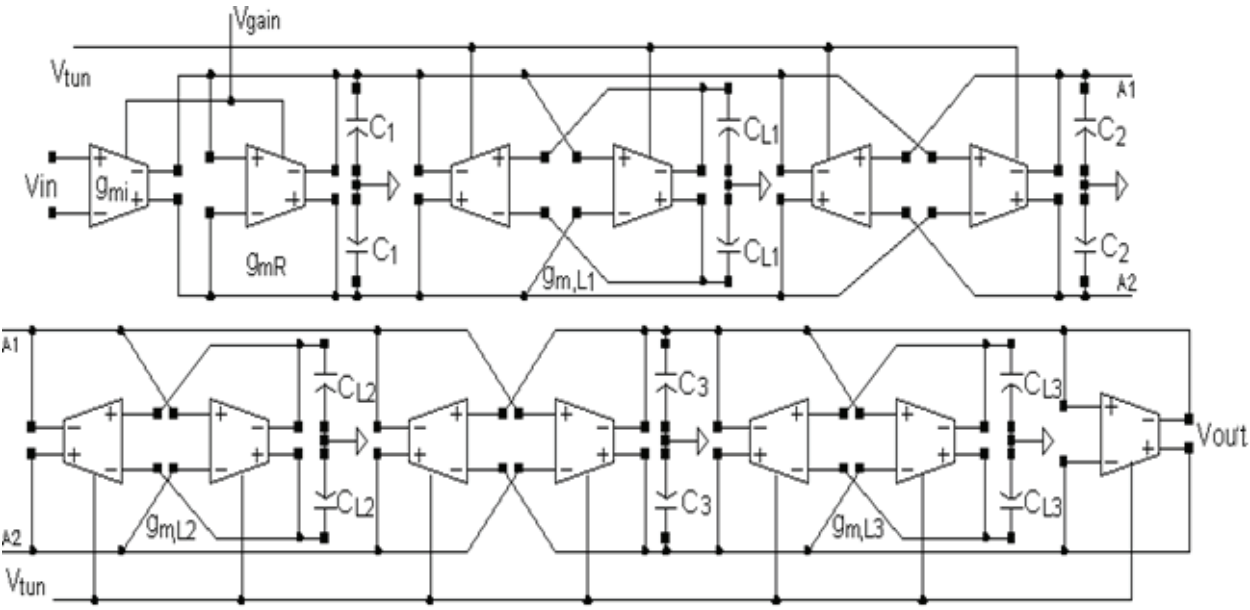 Vgain
Vtun
A1
C1 CL1 C2
+ + + + + +
Vin gmi
− − − − − −
C1 CL1 C2
gmR gm,L1
A2
A1
CL2 C3 CL3
+ + + + + + +
Vout
− − − − − − −
CL2 C3 CL3
gm,L2 gm,L3
A2
Vtun